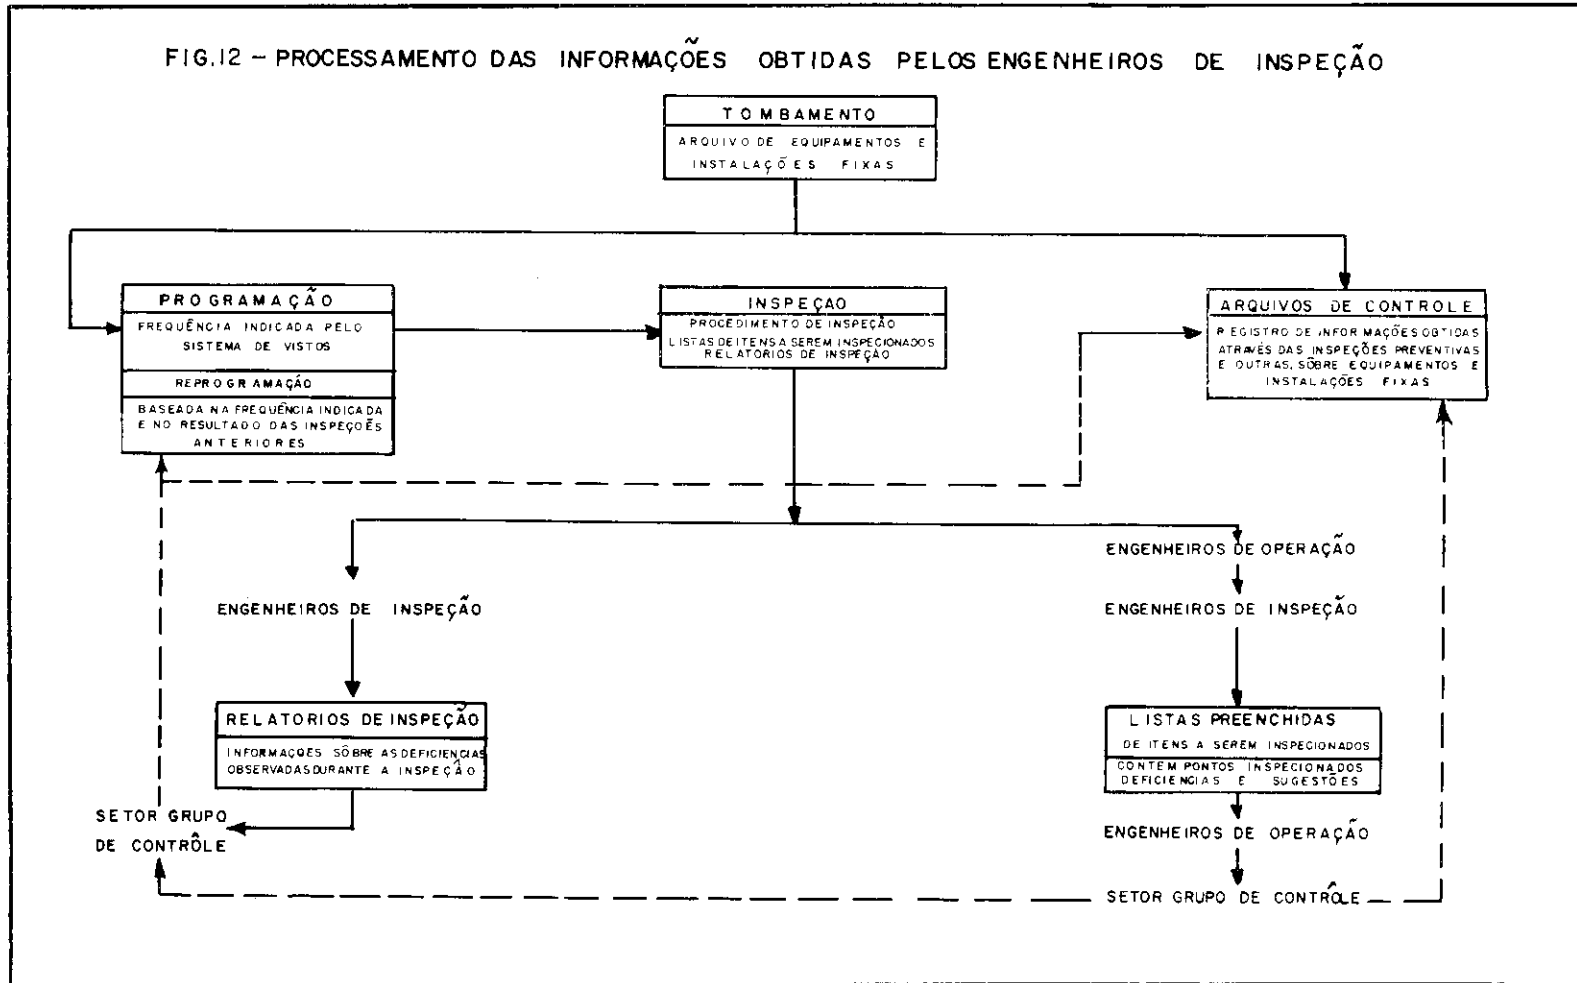 FIG.12 – PROCESSAMENTO DAS INFORMAÇÕES OBTIDAS PELOS ENGENHEIROS DE INSPEÇÃO
TOMBAMENTO
ARQUIVO DE EQUIPAMENTOS E
INSTALAÇÕES FIXAS
PROGRAMAÇÃO
FREQUÊNCIA INDICADA PELO
SISTEMA DE VISTOS
REPROGRAMAÇÃO
BASEADA NA FREQUÊNCIA INDICADA
E NO RESULTADO DAS INSPEÇOẼS
ANTERIORES
INSPEÇAO
PROCEDIMENTO DE INSPEÇÃO
LISTAS DE ITENS A SEREM INSPECIONADOS
RELATORIOS DE INSPEÇÃO
ARQUIVOS DE CONTROLE
REGISTRO DE INFORMAÇÕES OBTIDAS
ATRAVÉS DAS INSPEÇÕES PREVENTIVAS
E OUTRAS, SÔBRE EQUIPAMENTOS E
INSTALAÇÕES FIXAS
ENGENHEIROS DE INSPEÇÃO
RELATORIOS DE INSPEÇÃO
INFORMAÇOES SÔBRE AS DEFICIENCIAS
OBSERVADAS DURANTE A INSPEÇÂO
SETOR GRUPO
DE CONTRÔLE
ENGENHEIROS DE OPERAÇÃO
ENGENHEIROS DE INSPEÇÃO
LISTAS PREENCHIDAS
DE ITENS A SEREM INSPECIONADOS
CONTEM PONTOS INSPECIONADOS
DEFICIENCIAS E SUGESTÕES
ENGENHEIROS DE OPERAÇÃO
SETOR GRUPO DE CONTRÔLE